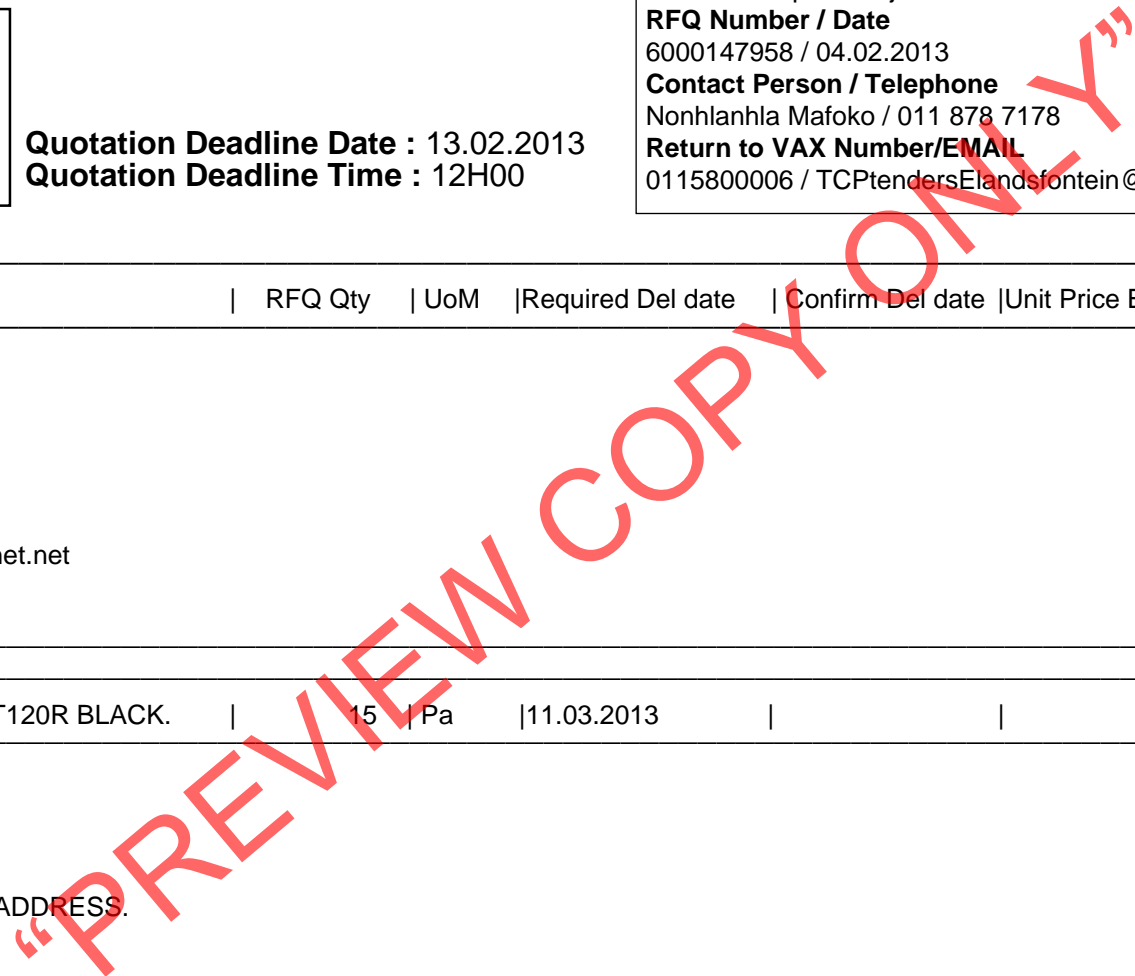 RFQ Number / Date
6000147958 / 04.02.2013
Contact Person / Telephone
Nonhlanhla Mafoko / 011 878 7178
Return to VAX Number/EMAIL
0115800006 / TCPtendersElandsfontein@
Quotation Deadline Date : 13.02.2013
Quotation Deadline Time : 12H00
| RFQ Qty | UoM |Required Del date | Confirm Del date |Unit Price E
net.net
T120R BLACK. | 15 | Pa |11.03.2013 | |
ADDRESS.
“PREVIEW COPY ONLY”